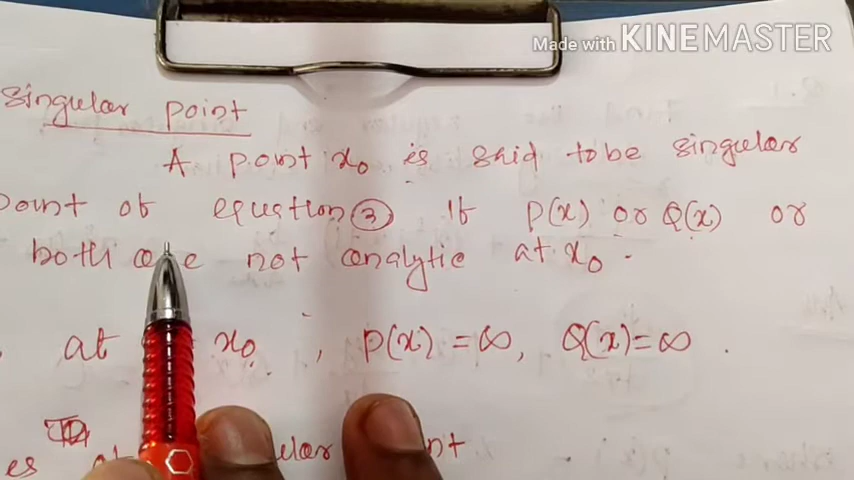 Made with KINEMASTER
Singular point
A point x₀ is said to be singular
point of equation ③ if P(x) or Q(x) or
both are not analytic at x₀.
at x₀, P(x) = ∞, Q(x) = ∞.